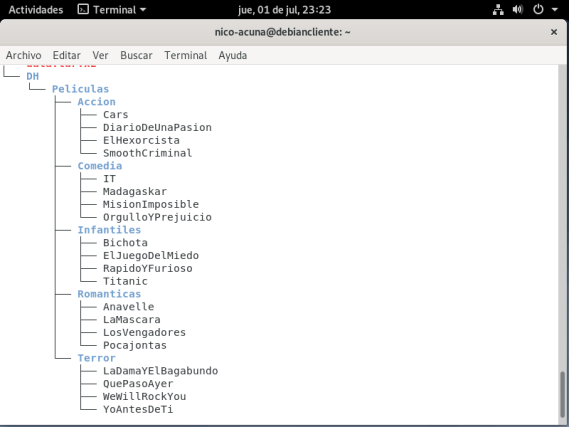 Actividades Terminal jue, 01 de jul, 23:23
nico-acuna@debiancliente: ~
Archivo Editar Ver Buscar Terminal Ayuda
DH
Peliculas
Accion
Cars
DiarioDeUnaPasion
ElHexorcista
SmoothCriminal
Comedia
IT
Madagaskar
MisionImposible
OrgulloYPrejuicio
Infantiles
Bichota
ElJuegoDelMiedo
RapidoYFurioso
Titanic
Romanticas
Anavelle
LaMascara
LosVengadores
Pocajontas
Terror
LaDamaYElBagabundo
QuePasoAyer
WeWillRockYou
YoAntesDeTi